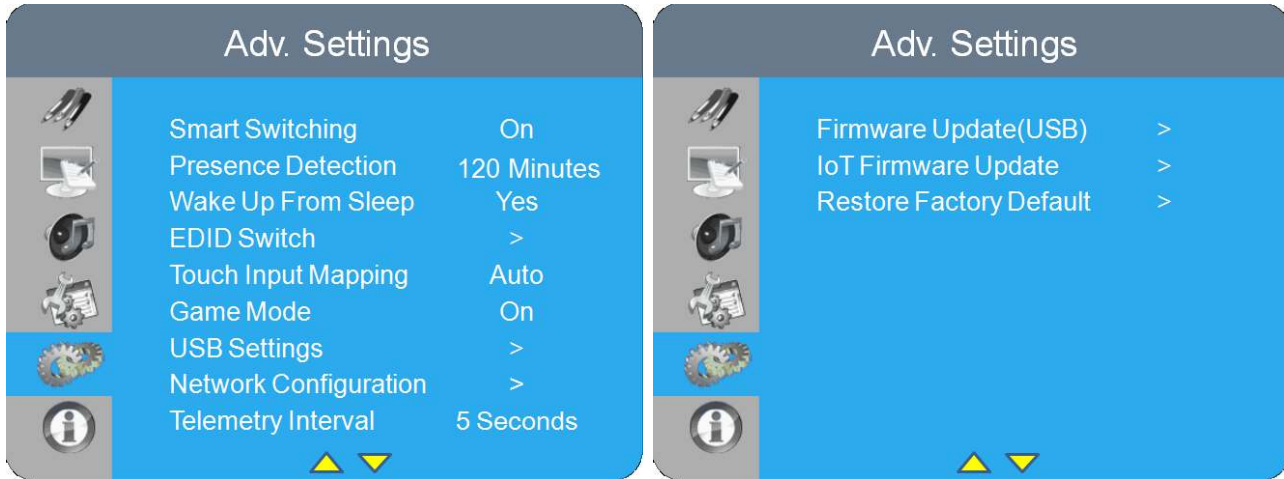 Adv. Settings
Smart Switching On
Presence Detection 120 Minutes
Wake Up From Sleep Yes
EDID Switch >
Touch Input Mapping Auto
Game Mode On
USB Settings >
Network Configuration >
Telemetry Interval 5 Seconds
Adv. Settings
Firmware Update(USB) >
IoT Firmware Update >
Restore Factory Default >